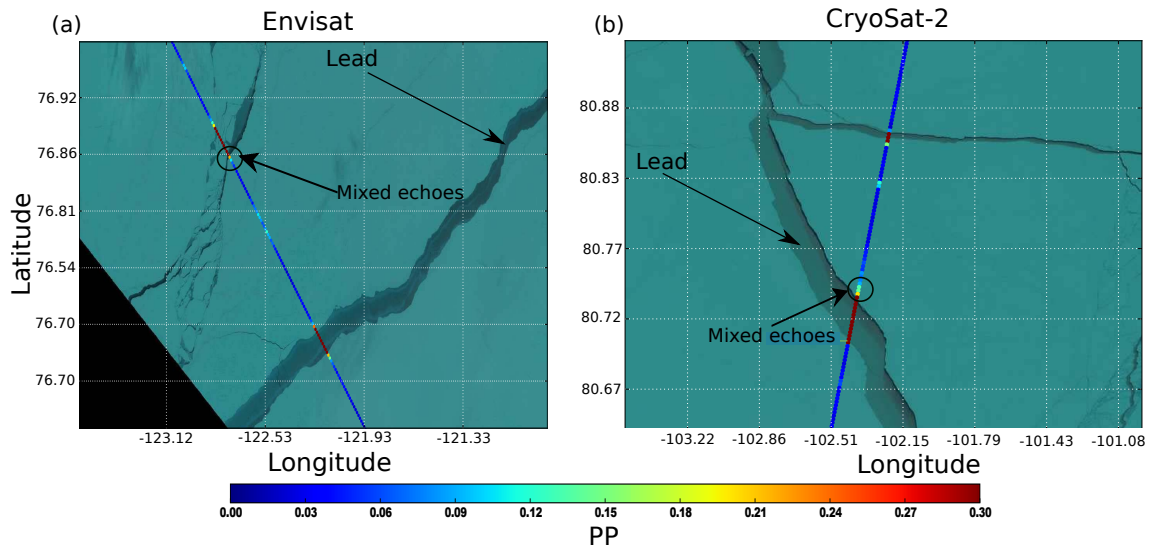 (a)
Envisat
(b)
CryoSat-2
Lead
Mixed echoes
Latitude
76.92
76.86
76.81
76.54
76.70
76.70
-123.12
-122.53
-121.93
-121.33
Longitude
Lead
Mixed echoes
80.88
80.83
80.77
80.72
80.67
-103.22
-102.86
-102.51
-102.15
-101.79
-101.43
-101.08
Longitude
0.00
0.03
0.06
0.09
0.12
0.15
0.18
0.21
0.24
0.27
0.30
PP